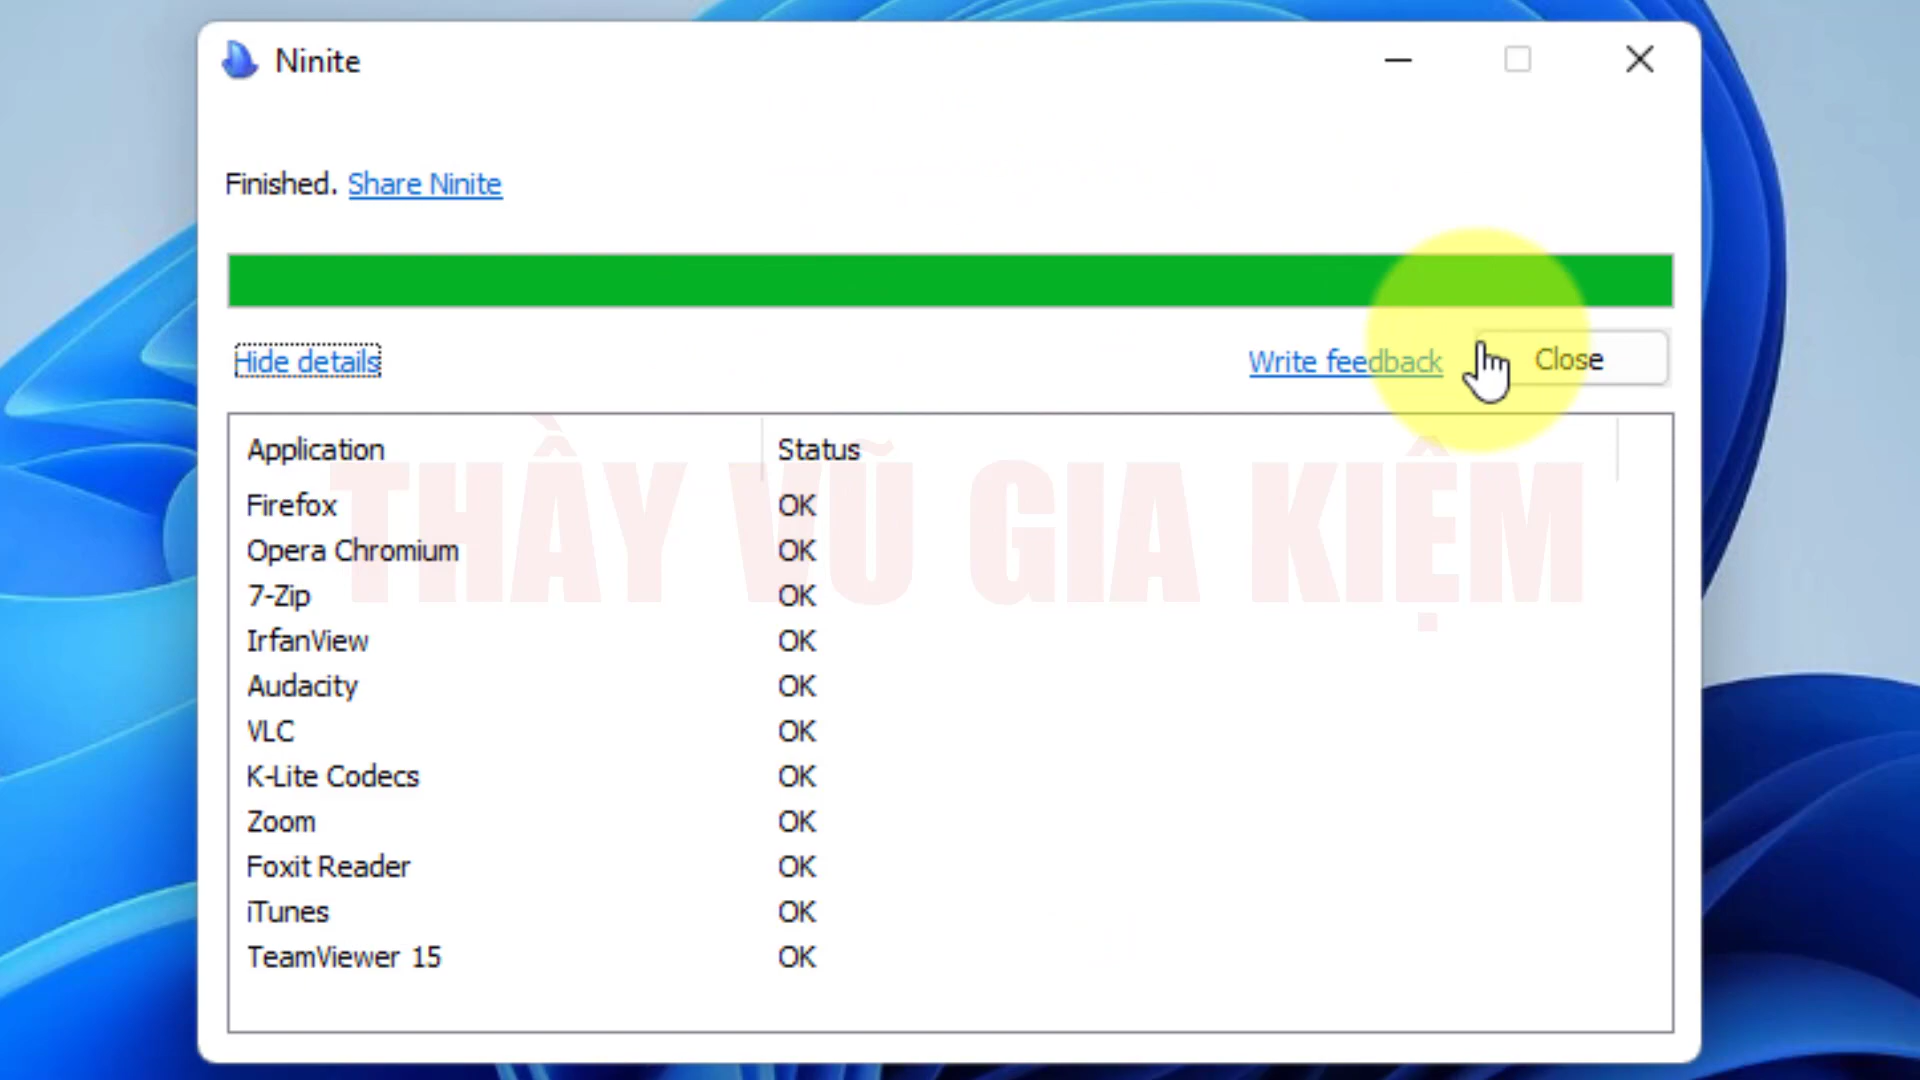 Ninite
Finished. Share Ninite
Hide details Write feedback Close
Application Status
THẦY VŨ GIA KIỆM
Firefox OK
Opera Chromium OK
7-Zip OK
IrfanView OK
Audacity OK
VLC OK
K-Lite Codecs OK
Zoom OK
Foxit Reader OK
iTunes OK
TeamViewer 15 OK